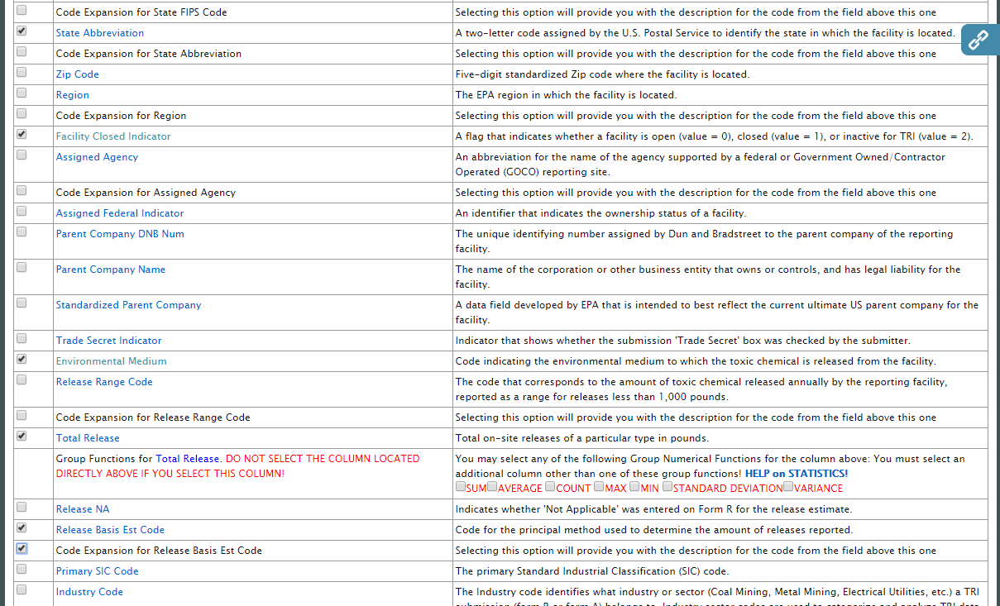 Code Expansion for State FIPS Code Selecting this option will provide you with the description for the code from the field above this one
State Abbreviation A two-letter code assigned by the U.S. Postal Service to identify the state in which the facility is located.
Code Expansion for State Abbreviation Selecting this option will provide you with the description for the code from the field above this one
Zip Code Five-digit standardized Zip code where the facility is located.
Region The EPA region in which the facility is located.
Code Expansion for Region Selecting this option will provide you with the description for the code from the field above this one
Facility Closed Indicator A flag that indicates whether a facility is open (value = 0), closed (value = 1), or inactive for TRI (value = 2).
Assigned Agency An abbreviation for the name of the agency supported by a federal or Government Owned/Contractor
Operated (GOCO) reporting site.
Code Expansion for Assigned Agency Selecting this option will provide you with the description for the code from the field above this one
Assigned Federal Indicator An identifier that indicates the ownership status of a facility.
Parent Company DNB Num The unique identifying number assigned by Dun and Bradstreet to the parent company of the reporting
facility.
Parent Company Name The name of the corporation or other business entity that owns or controls, and has legal liability for the
facility.
Standardized Parent Company A data field developed by EPA that is intended to best reflect the current ultimate US parent company for the
facility.
Trade Secret Indicator Indicator that shows whether the submission 'Trade Secret' box was checked by the submitter.
Environmental Medium Code indicating the environmental medium to which the toxic chemical is released from the facility.
Release Range Code The code that corresponds to the amount of toxic chemical released annually by the reporting facility,
reported as a range for releases less than 1,000 pounds.
Code Expansion for Release Range Code Selecting this option will provide you with the description for the code from the field above this one
Total Release Total on-site releases of a particular type in pounds.
Group Functions for Total Release. DO NOT SELECT THE COLUMN LOCATED
DIRECTLY ABOVE IF YOU SELECT THIS COLUMN!
You may select any of the following Group Numerical Functions for the column above: You must select an
additional column other than one of these group functions! HELP on STATISTICS!
SUM AVERAGE COUNT MAX MIN STANDARD DEVIATION VARIANCE
Release NA Indicates whether 'Not Applicable' was entered on Form R for the release estimate.
Release Basis Est Code Code for the principal method used to determine the amount of releases reported.
Code Expansion for Release Basis Est Code Selecting this option will provide you with the description for the code from the field above this one
Primary SIC Code The primary Standard Industrial Classification (SIC) code.
Industry Code The Industry code identifies what industry or sector (Coal Mining, Metal Mining, Electrical Utilities, etc.) a TRI